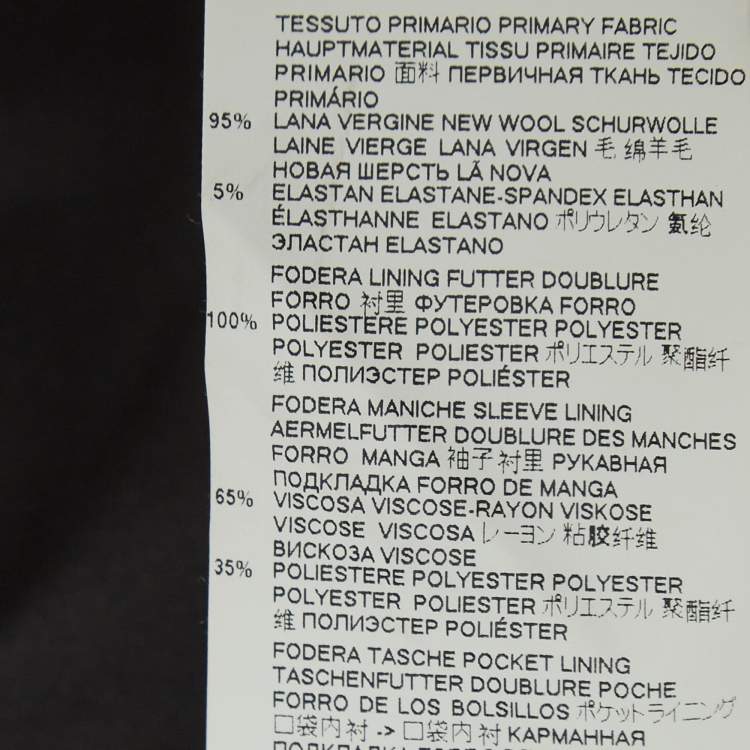 TESSUTO PRIMARIO PRIMARY FABRIC
HAUPTMATERIAL TISSU PRIMAIRE TEJIDO
PRIMARIO 面料 ПЕРВИЧНАЯ ТКАНЬ TECIDO
PRIMÁRIO
95% LANA VERGINE NEW WOOL SCHURWOLLE
LAINE VIERGE LANA VIRGEN 毛 绵羊毛
НОВАЯ ШЕРСТЬ LÃ NOVA
5% ELASTAN ELASTANE-SPANDEX ELASTHAN
ÉLASTHANNE ELASTANO ポリウレタン 氨纶
ЭЛАСТАН ELASTANO
FODERA LINING FUTTER DOUBLURE
FORRO 衬里 ФУТЕРОВКА FORRO
100% POLIESTERE POLYESTER POLYESTER
POLYESTER POLIESTER ポリエステル 聚酯纤
维 ПОЛИЭСТЕР POLIÉSTER
FODERA MANICHE SLEEVE LINING
AERMELFUTTER DOUBLURE DES MANCHES
FORRO MANGA 袖子衬里 РУКАВНАЯ
ПОДКЛАДКА FORRO DE MANGA
65% VISCOSA VISCOSE-RAYON VISKOSE
VISCOSE VISCOSA レーヨン 粘胶纤维
ВИСКОЗА VISCOSE
35% POLIESTERE POLYESTER POLYESTER
POLYESTER POLIESTER ポリエステル 聚酯纤
维 ПОЛИЭСТЕР POLIÉSTER
FODERA TASCHE POCKET LINING
TASCHENFUTTER DOUBLURE POCHE
FORRO DE LOS BOLSILLOS ポケットライニング
口袋内衬 -> 口袋内衬 КАРМАННАЯ
ПОДКЛАДКА